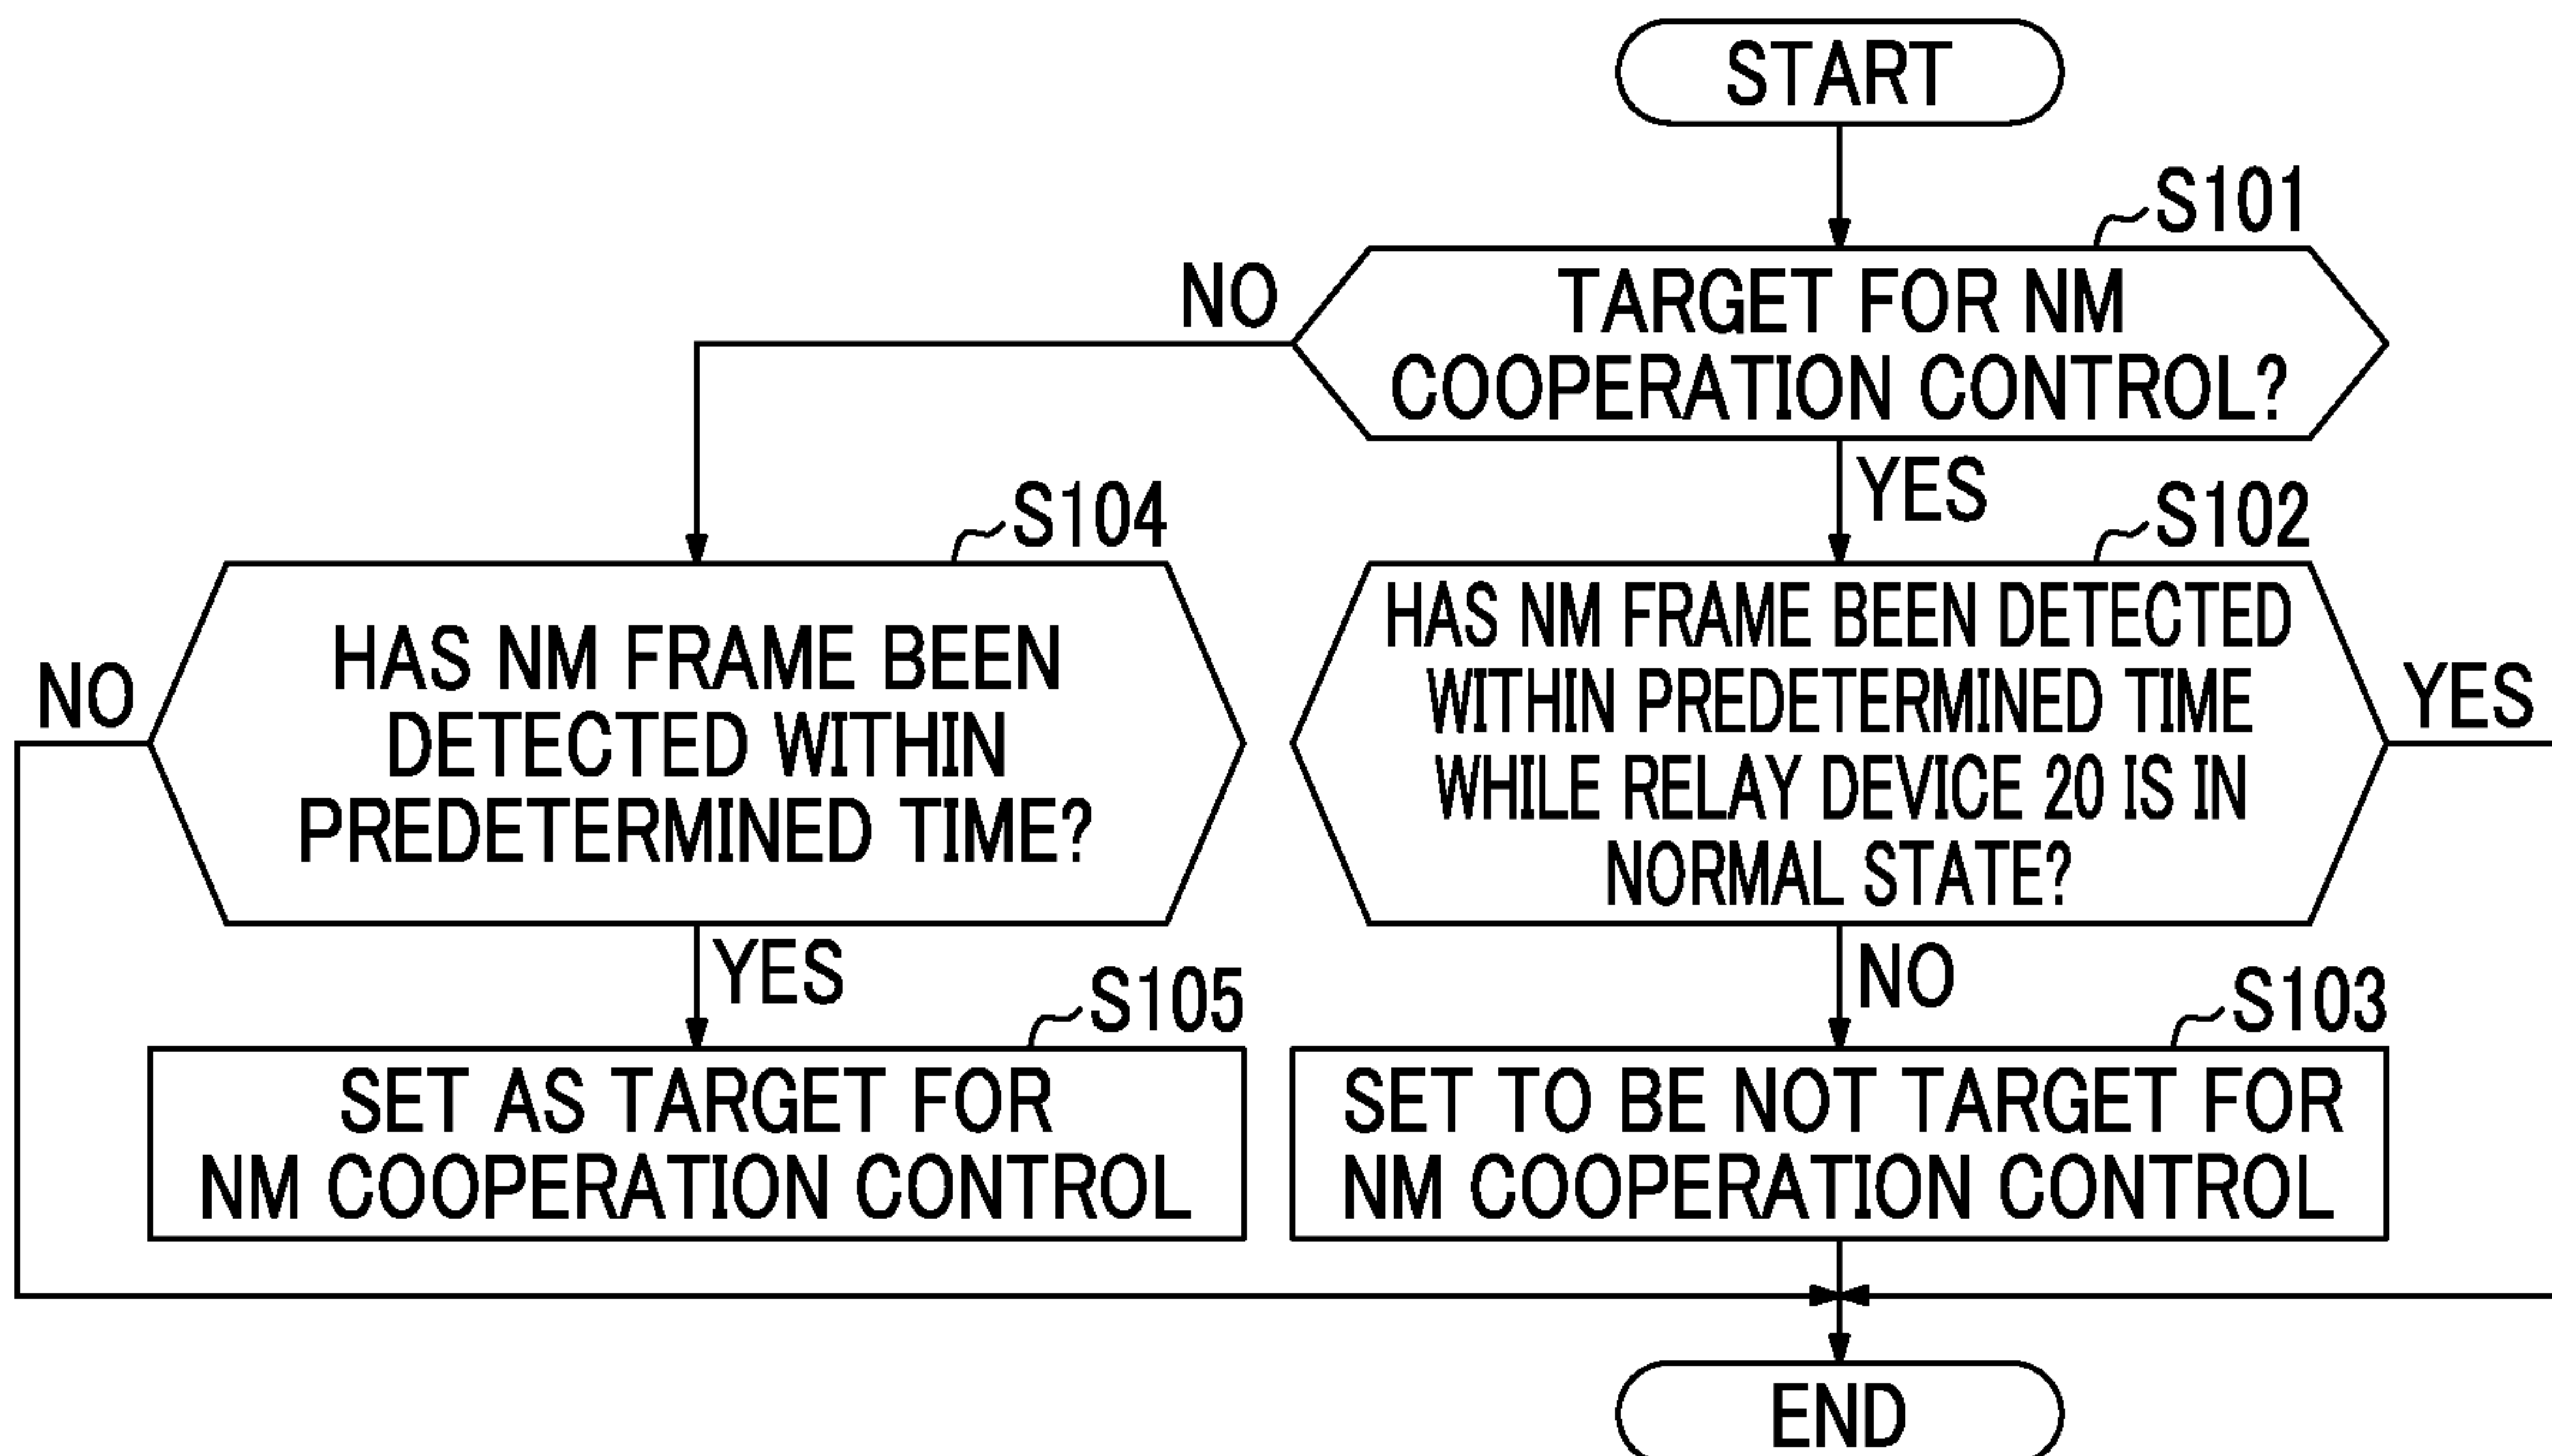 START
S101
TARGET FOR NM
COOPERATION CONTROL?
NO
YES
S102
HAS NM FRAME BEEN DETECTED
WITHIN PREDETERMINED TIME
WHILE RELAY DEVICE 20 IS IN
NORMAL STATE?
YES
NO
S103
SET TO BE NOT TARGET FOR
NM COOPERATION CONTROL
S104
HAS NM FRAME BEEN
DETECTED WITHIN
PREDETERMINED TIME?
NO
YES
S105
SET AS TARGET FOR
NM COOPERATION CONTROL
END